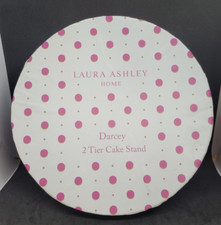 LAURA ASHLEY
HOME
Darcey
2 Tier Cake Stand